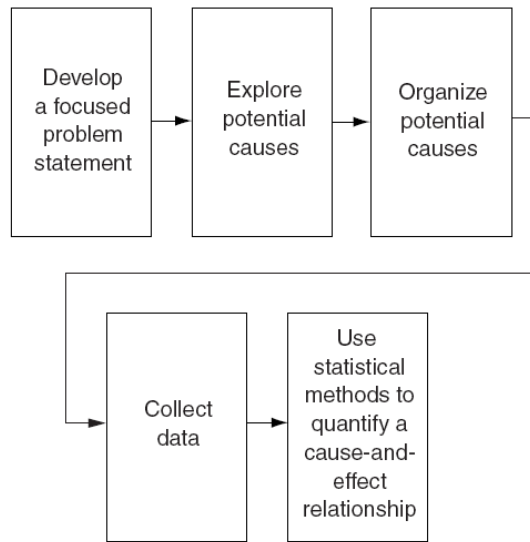 Develop
a focused
problem
statement
Explore
potential
causes
Organize
potential
causes
Collect
data
Use
statistical
methods to
quantify a
cause-and-
effect
relationship